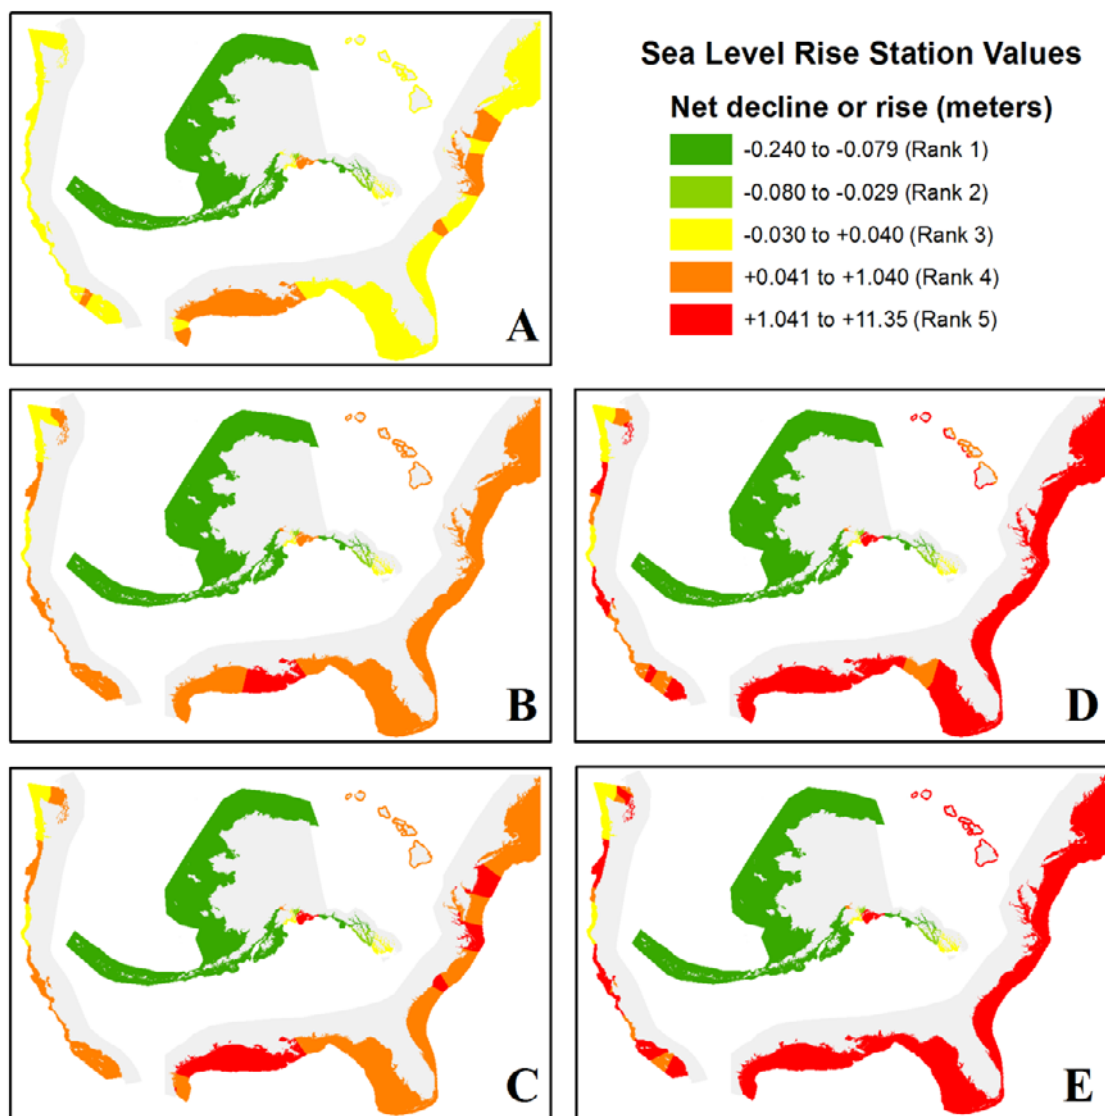 Sea Level Rise Station Values
Net decline or rise (meters)
-0.240 to -0.079 (Rank 1)
-0.080 to -0.029 (Rank 2)
-0.030 to +0.040 (Rank 3)
+0.041 to +1.040 (Rank 4)
+1.041 to +11.35 (Rank 5)
A
B
D
C
E